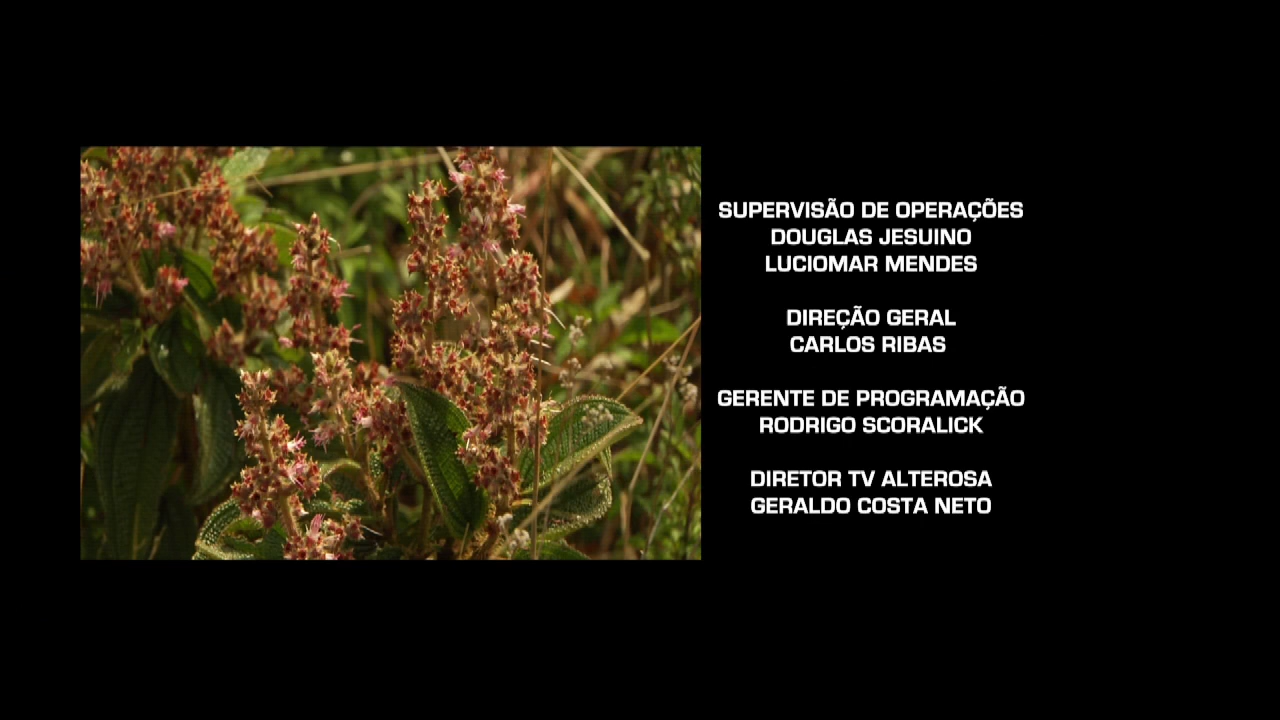 SUPERVISÃO DE OPERAÇÕES
DOUGLAS JESUINO
LUCIOMAR MENDES
DIREÇÃO GERAL
CARLOS RIBAS
GERENTE DE PROGRAMAÇÃO
RODRIGO SCORALICK
DIRETOR TV ALTEROSA
GERALDO COSTA NETO